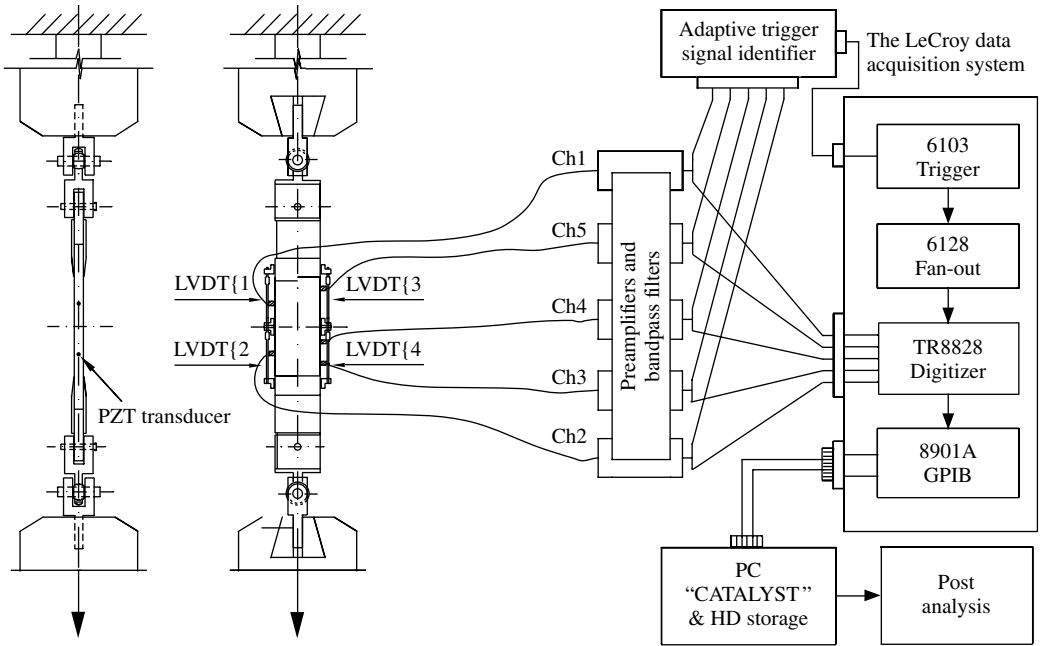 Adaptive trigger
signal identifier
The LeCroy data
acquisition system
6103
Trigger
6128
Fan-out
TR8828
Digitizer
8901A
GPIB
Ch1
Ch5
Ch4
Ch3
Ch2
Preamplifiers and
bandpass filters
LVDT{1
LVDT{3
LVDT{2
LVDT{4
PZT transducer
PC
“CATALYST”
& HD storage
Post
analysis